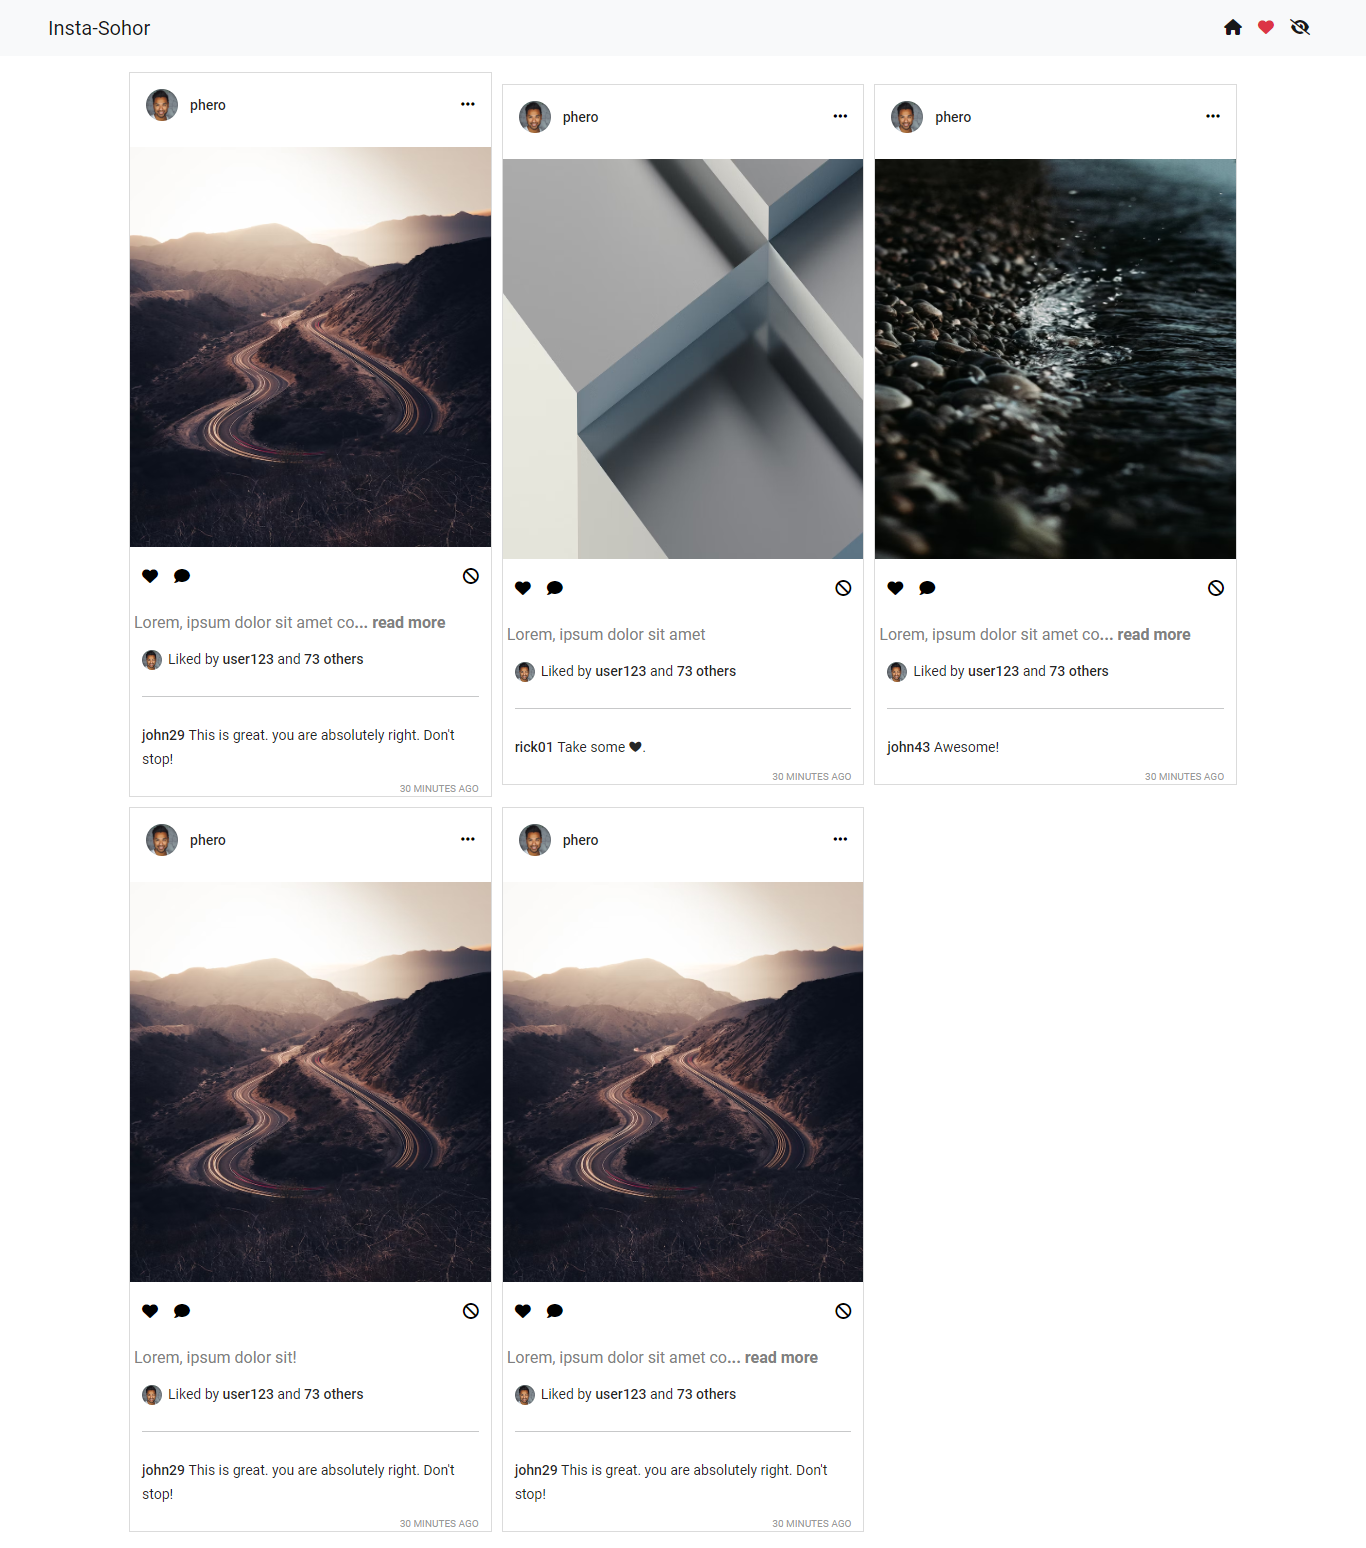 Insta-Sohor
phero
Lorem, ipsum dolor sit amet co... read more
Liked by user123 and 73 others
john29 This is great. you are absolutely right. Don't
stop!
30 MINUTES AGO
phero
Lorem, ipsum dolor sit amet
Liked by user123 and 73 others
rick01 Take some 🖤.
30 MINUTES AGO
phero
Lorem, ipsum dolor sit amet co... read more
Liked by user123 and 73 others
john43 Awesome!
30 MINUTES AGO
phero
Lorem, ipsum dolor sit!
Liked by user123 and 73 others
john29 This is great. you are absolutely right. Don't
stop!
30 MINUTES AGO
phero
Lorem, ipsum dolor sit amet co... read more
Liked by user123 and 73 others
john29 This is great. you are absolutely right. Don't
stop!
30 MINUTES AGO